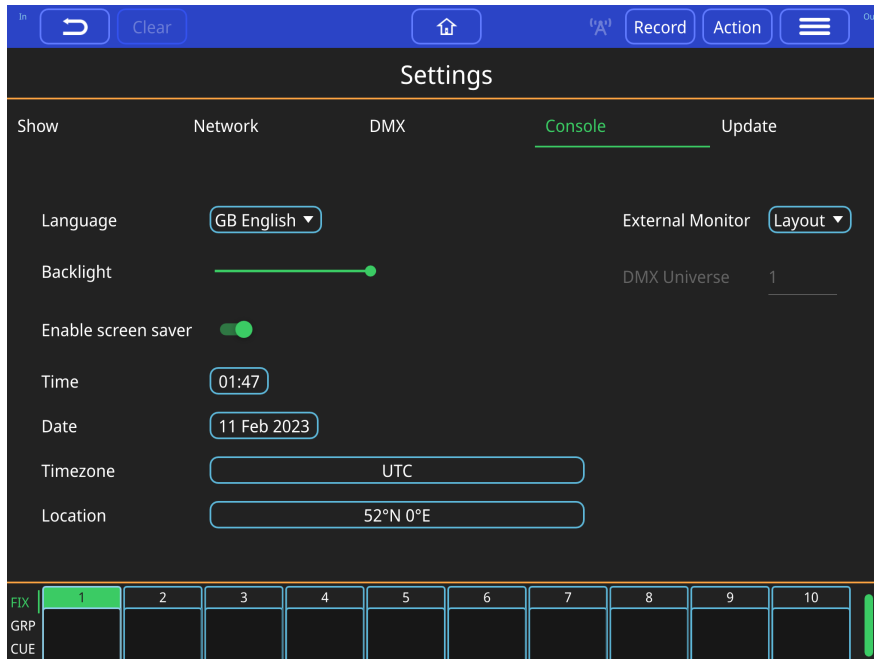 In Clear Record Action Ou
Settings
Show Network DMX Console Update
Language GB English External Monitor Layout
Backlight DMX Universe 1
Enable screen saver
Time 01:47
Date 11 Feb 2023
Timezone UTC
Location 52°N 0°E
FIX 1 2 3 4 5 6 7 8 9 10
GRP
CUE